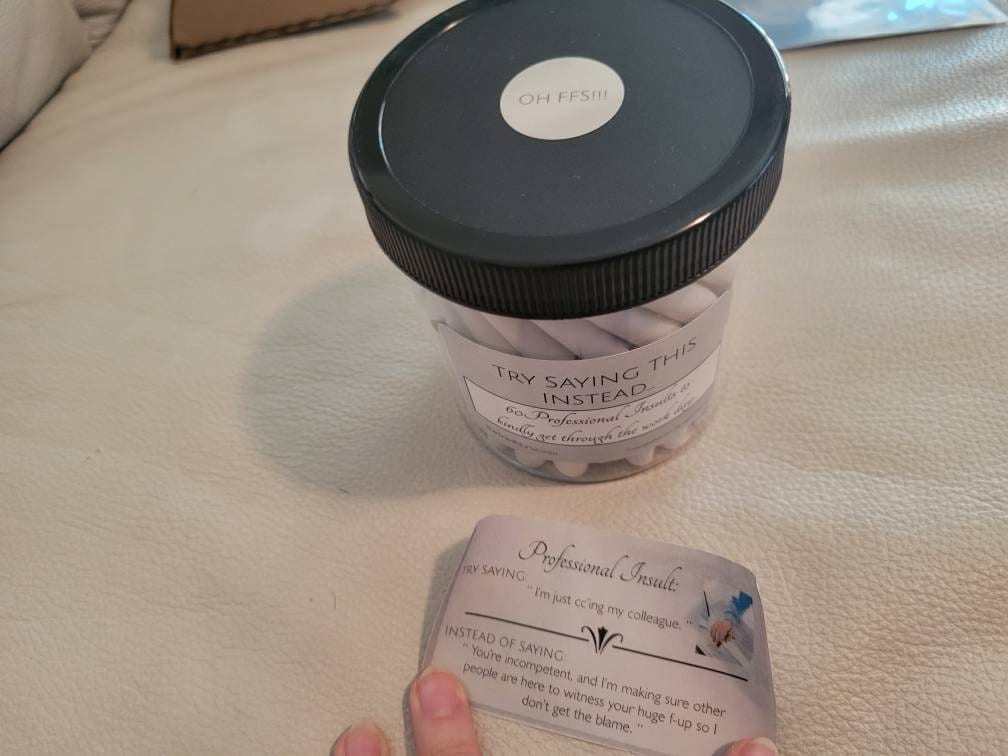 OH FFS!!!
TRY SAYING THIS
INSTEAD...
60 Professional Insults to
kindly get through the work day.
Professional Insult:
TRY SAYING:
"I'm just cc'ing my colleague."
INSTEAD OF SAYING:
"You're incompetent, and I'm making sure other
people are here to witness your huge f-up so I
don't get the blame."